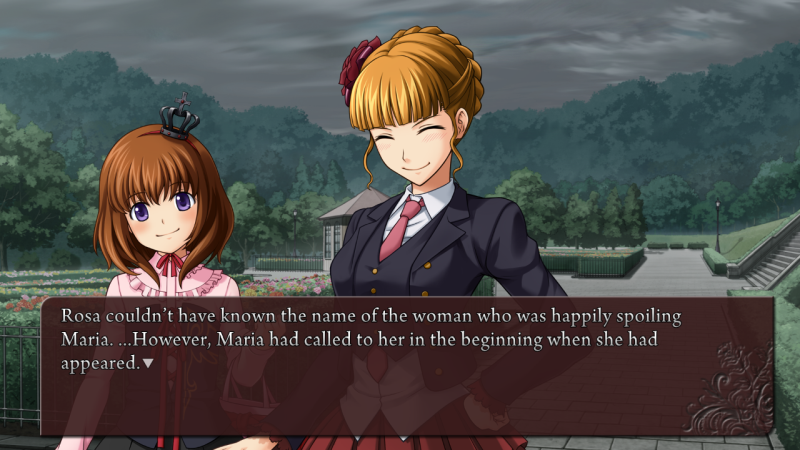 Rosa couldn't have known the name of the woman who was happily spoiling
Maria. ...However, Maria had called to her in the beginning when she had
appeared.▼